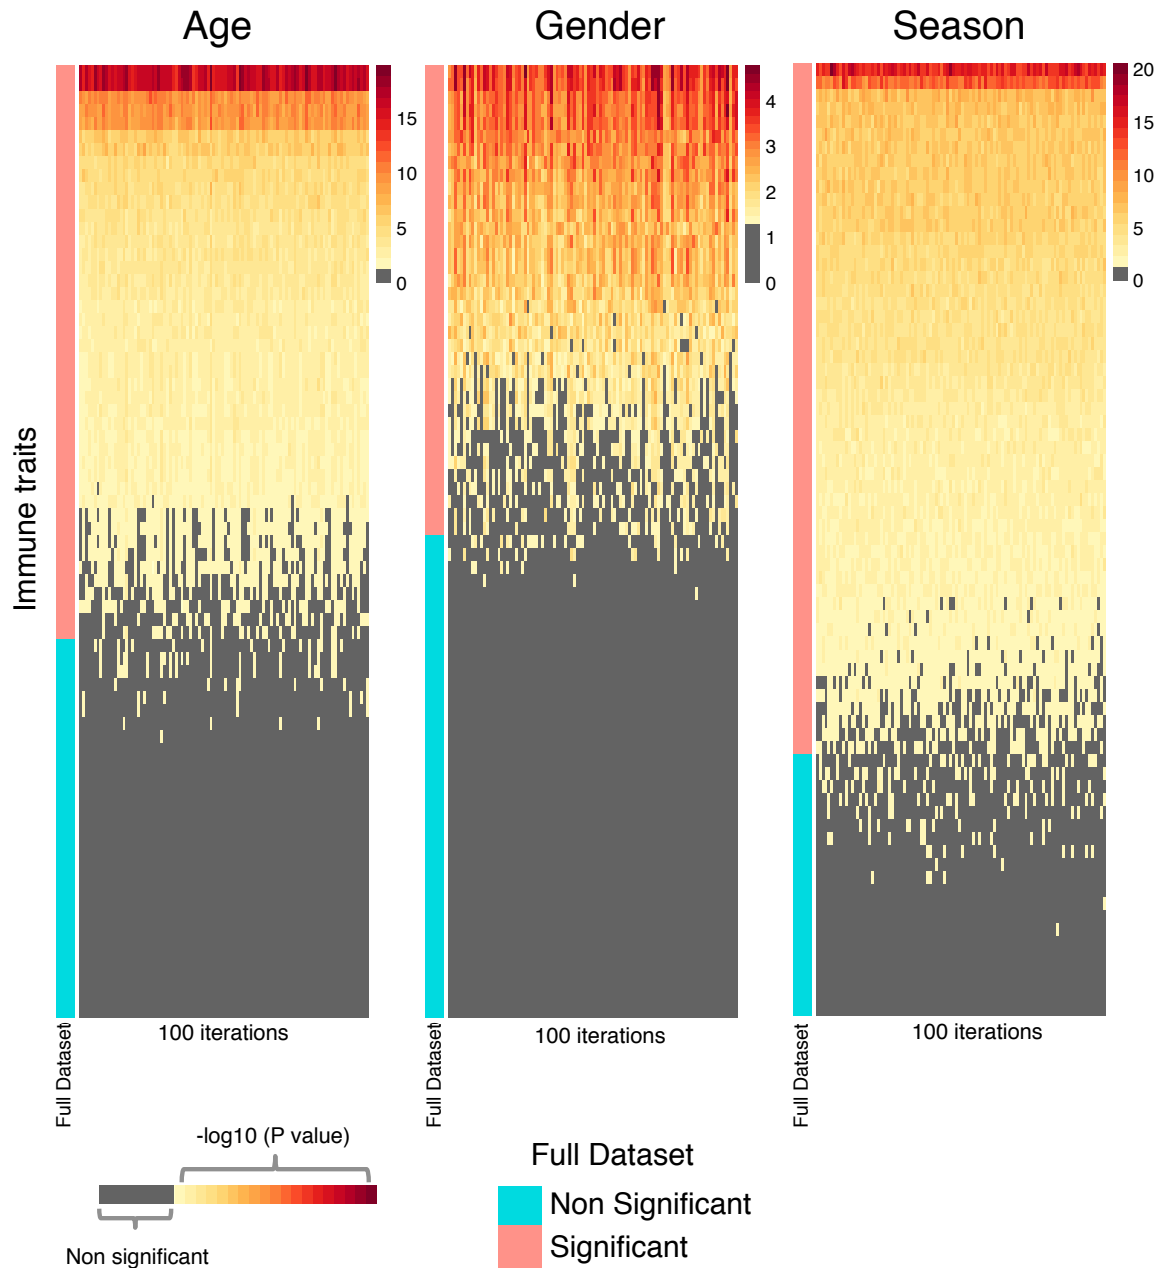 Age
Gender
Season
Immune traits
15
10
5
0
4
3
2
1
0
20
15
10
5
0
Full Dataset
100 iterations
Full Dataset
100 iterations
Full Dataset
100 iterations
-log10 (P value)
Non significant
Full Dataset
Non Significant
Significant